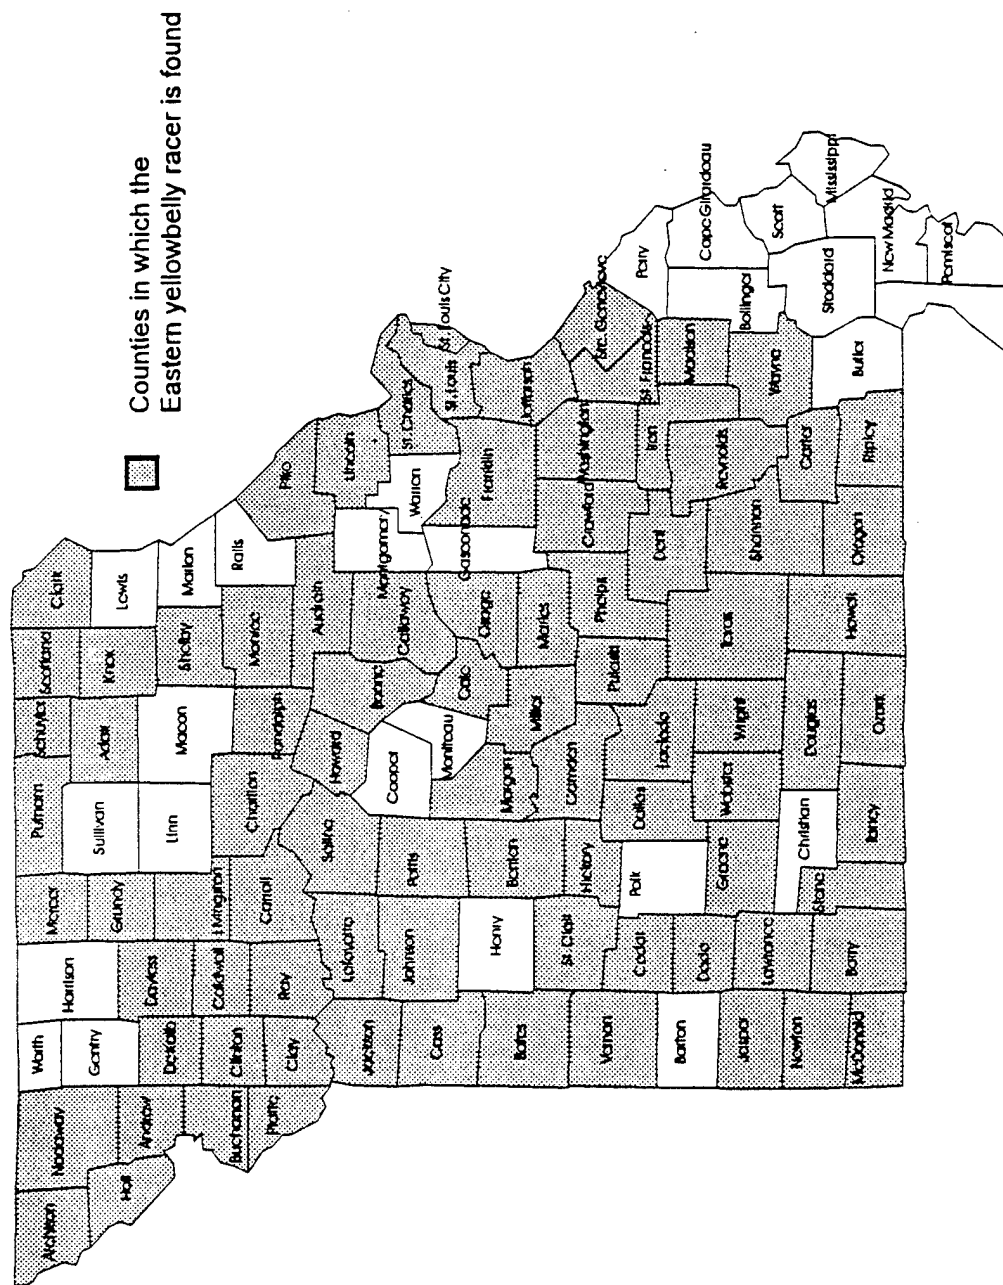 Counties in which the
Eastern yellowbelly racer is found
Atchison
Nodaway
Worth
Harrison
Mercer
Putnam
Schuyler
Scotland
Clark
Holt
Andrew
Gentry
Grundy
Sullivan
Adair
Knox
Lewis
DeKalb
Daviess
Livingston
Linn
Macon
Shelby
Marion
Buchanan
Clinton
Caldwell
Carroll
Chariton
Randolph
Monroe
Ralls
Platte
Clay
Ray
Audrain
Pike
Jackson
Lafayette
Saline
Howard
Boone
Callaway
Montgomery
Lincoln
Warren
St. Charles
Cass
Johnson
Pettis
Cooper
Moniteau
Cole
Osage
Gasconade
Franklin
St. Louis
St. Louis City
Bates
Henry
Benton
Morgan
Miller
Maries
Jefferson
Vernon
St. Clair
Hickory
Camden
Pulaski
Phelps
Crawford
Washington
St. Francois
Ste. Genevieve
Perry
Barton
Cedar
Polk
Dallas
Laclede
Dent
Iron
Madison
Bollinger
Cape Girardeau
Jasper
Dade
Greene
Webster
Wright
Texas
Shannon
Reynolds
Wayne
Scott
Newton
Lawrence
Christian
Douglas
Howell
Carter
Stoddard
Mississippi
McDonald
Barry
Stone
Taney
Ozark
Oregon
Ripley
Butler
New Madrid
Pemiscot